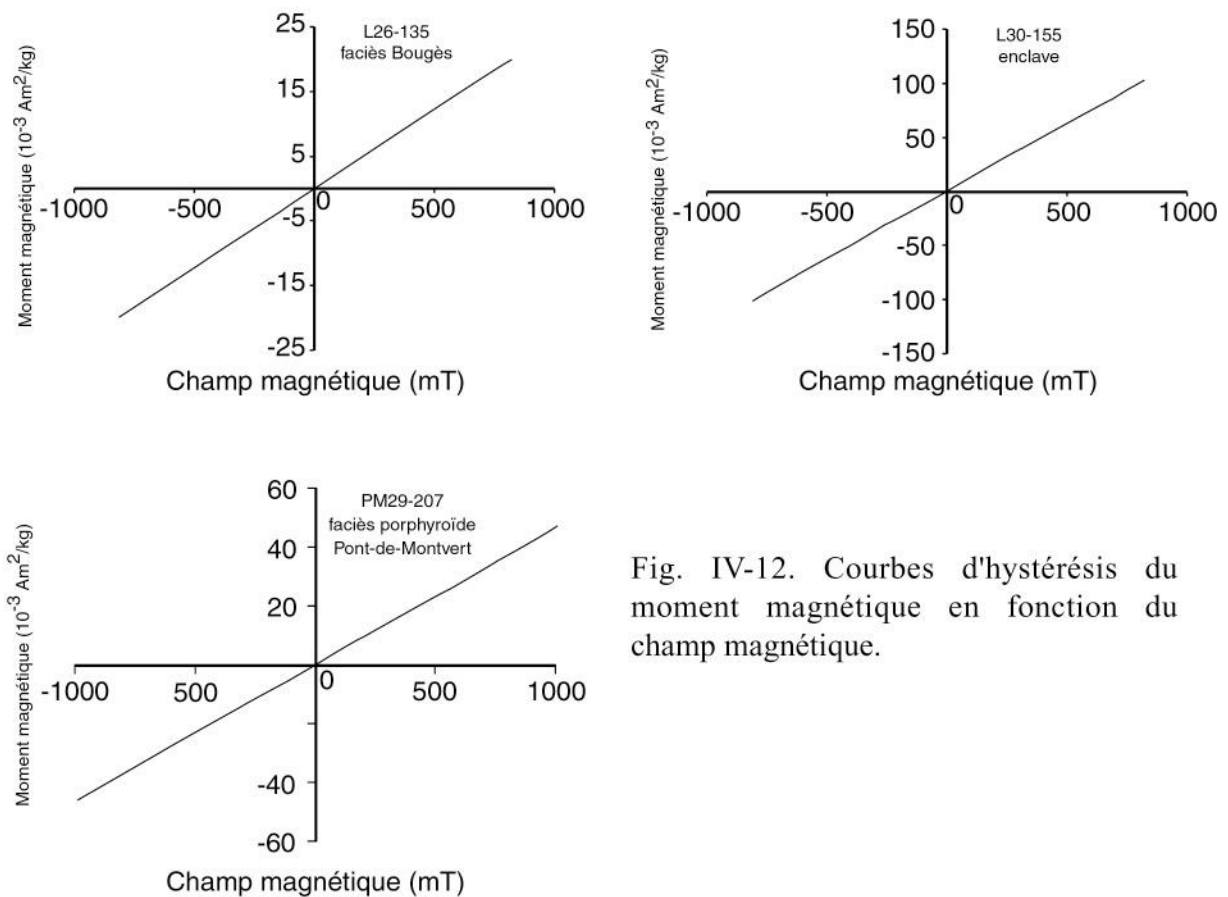 25
15
5
-5
-15
-25
-1000
-500
0
500
1000
L26-135
faciès Bougès
Moment magnétique (10⁻³ Am²/kg)
Champ magnétique (mT)
150
100
50
-50
-100
-150
-1000
-500
0
500
1000
L30-155
enclave
Moment magnétique (10⁻³ Am²/kg)
Champ magnétique (mT)
60
40
20
-40
-60
-1000
500
0
500
1000
PM29-207
faciès porphyroïde
Pont-de-Montvert
Moment magnétique (10⁻³ Am²/kg)
Champ magnétique (mT)
Fig. IV-12. Courbes d'hystérésis du
moment magnétique en fonction du
champ magnétique.